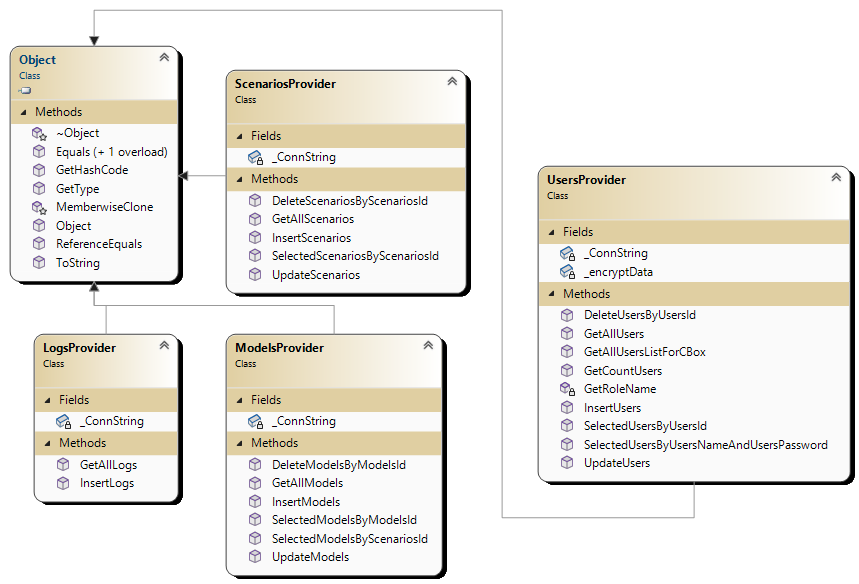 Object
Class
Methods
~Object
Equals (+ 1 overload)
GetHashCode
GetType
MemberwiseClone
Object
ReferenceEquals
ToString
ScenariosProvider
Class
Fields
_ConnString
Methods
DeleteScenariosByScenariosId
GetAllScenarios
InsertScenarios
SelectedScenariosByScenariosId
UpdateScenarios
UsersProvider
Class
Fields
_ConnString
_encryptData
Methods
DeleteUsersByUsersId
GetAllUsers
GetAllUsersListForCBox
GetCountUsers
GetRoleName
InsertUsers
SelectedUsersByUsersId
SelectedUsersByUsersNameAndUsersPassword
UpdateUsers
LogsProvider
Class
Fields
_ConnString
Methods
GetAllLogs
InsertLogs
ModelsProvider
Class
Fields
_ConnString
Methods
DeleteModelsByModelsId
GetAllModels
InsertModels
SelectedModelsByModelsId
SelectedModelsByScenariosId
UpdateModels